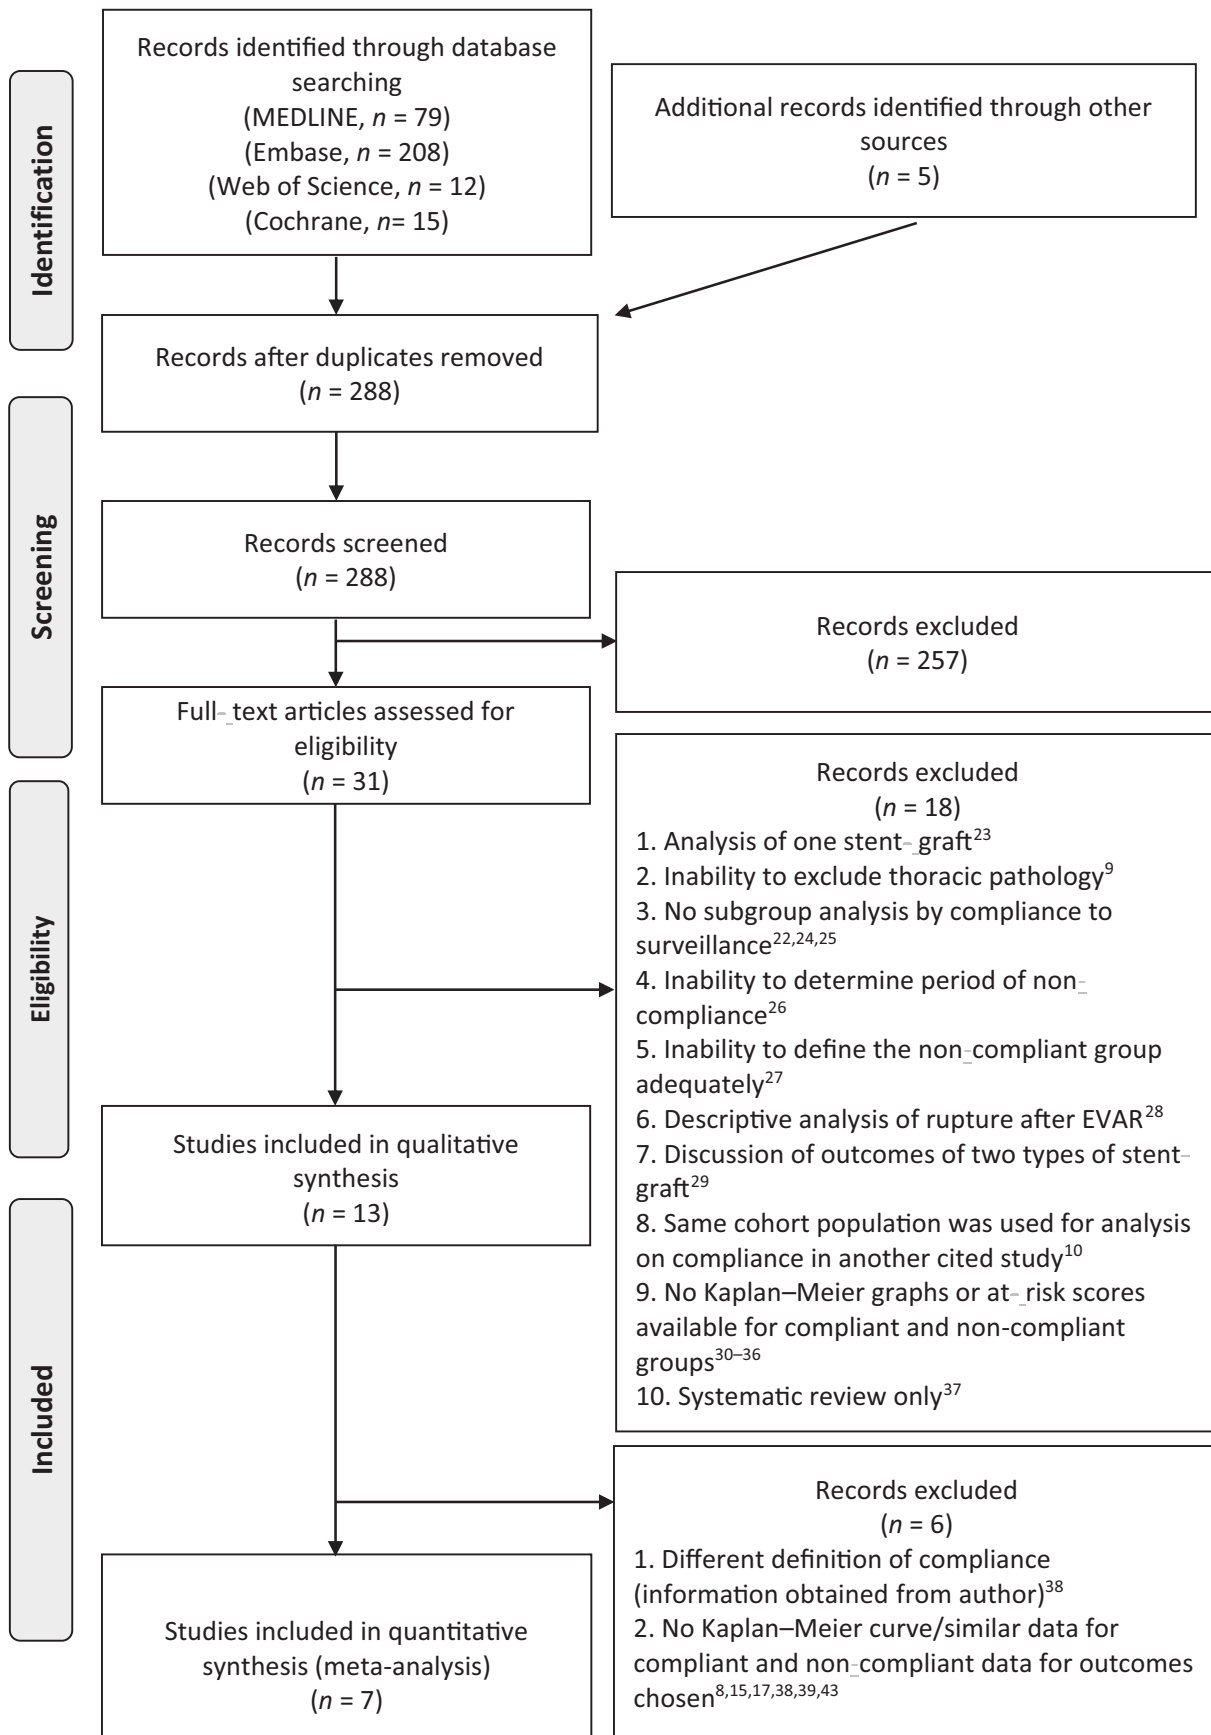 Identification
Records identified through database
searching
(MEDLINE, n = 79)
(Embase, n = 208)
(Web of Science, n = 12)
(Cochrane, n= 15)
Additional records identified through other
sources
(n = 5)
Records after duplicates removed
(n = 288)
Screening
Records screened
(n = 288)
Records excluded
(n = 257)
Full-_text articles assessed for
eligibility
(n = 31)
Eligibility
Records excluded
(n = 18)
1. Analysis of one stent-_graft23
2. Inability to exclude thoracic pathology9
3. No subgroup analysis by compliance to
surveillance22,24,25
4. Inability to determine period of non-
compliance26
5. Inability to define the non-compliant group
adequately27
6. Descriptive analysis of rupture after EVAR28
7. Discussion of outcomes of two types of stent-
graft29
8. Same cohort population was used for analysis
on compliance in another cited study10
9. No Kaplan–Meier graphs or at-_risk scores
available for compliant and non-compliant
groups30–36
10. Systematic review only37
Studies included in qualitative
synthesis
(n = 13)
Included
Records excluded
(n = 6)
1. Different definition of compliance
(information obtained from author)38
2. No Kaplan–Meier curve/similar data for
compliant and non-compliant data for outcomes
chosen8,15,17,38,39,43
Studies included in quantitative
synthesis (meta-analysis)
(n = 7)